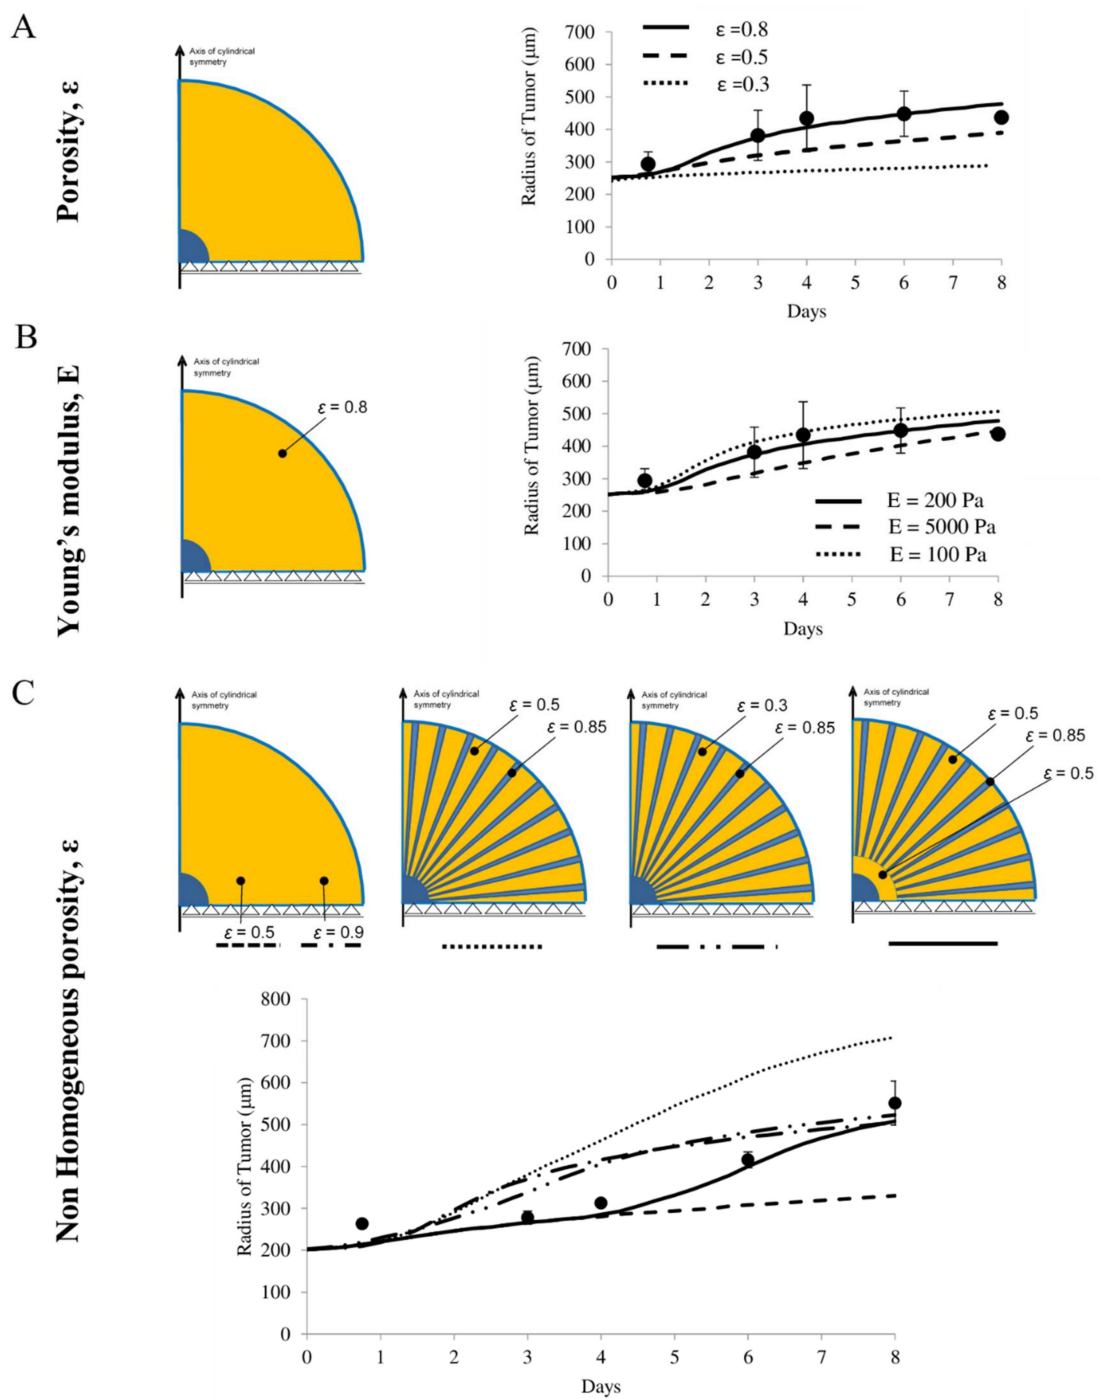 A
Porosity, ε
Axis of cylindrical
symmetry
Radius of Tumor (μm)
700
600
500
400
300
200
100
0
ε =0.8
ε =0.5
ε =0.3
0 1 2 3 4 5 6 7 8
Days
B
Young's modulus, E
Axis of cylindrical
symmetry
ε = 0.8
Radius of Tumor (μm)
700
600
500
400
300
200
100
0
E = 200 Pa
E = 5000 Pa
E = 100 Pa
0 1 2 3 4 5 6 7 8
Days
C
Non Homogeneous porosity, ε
Axis of cylindrical
symmetry
ε = 0.5
ε = 0.9
Axis of cylindrical
symmetry
ε = 0.5
ε = 0.85
Axis of cylindrical
symmetry
ε = 0.3
ε = 0.85
Axis of cylindrical
symmetry
ε = 0.5
ε = 0.85
ε = 0.5
Radius of Tumor (μm)
800
700
600
500
400
300
200
100
0
0 1 2 3 4 5 6 7 8
Days